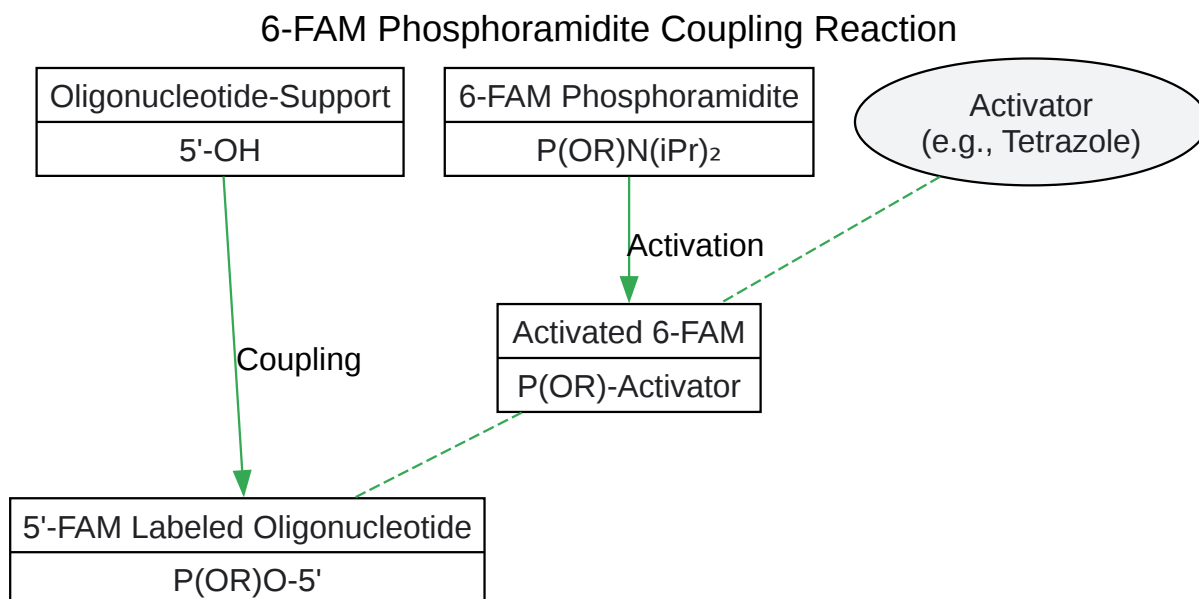 6-FAM Phosphoramidite Coupling Reaction
Oligonucleotide-Support
5'-OH
6-FAM Phosphoramidite
P(OR)N(iPr)₂
Activator
(e.g., Tetrazole)
Activation
Activated 6-FAM
P(OR)-Activator
Coupling
5'-FAM Labeled Oligonucleotide
P(OR)O-5'